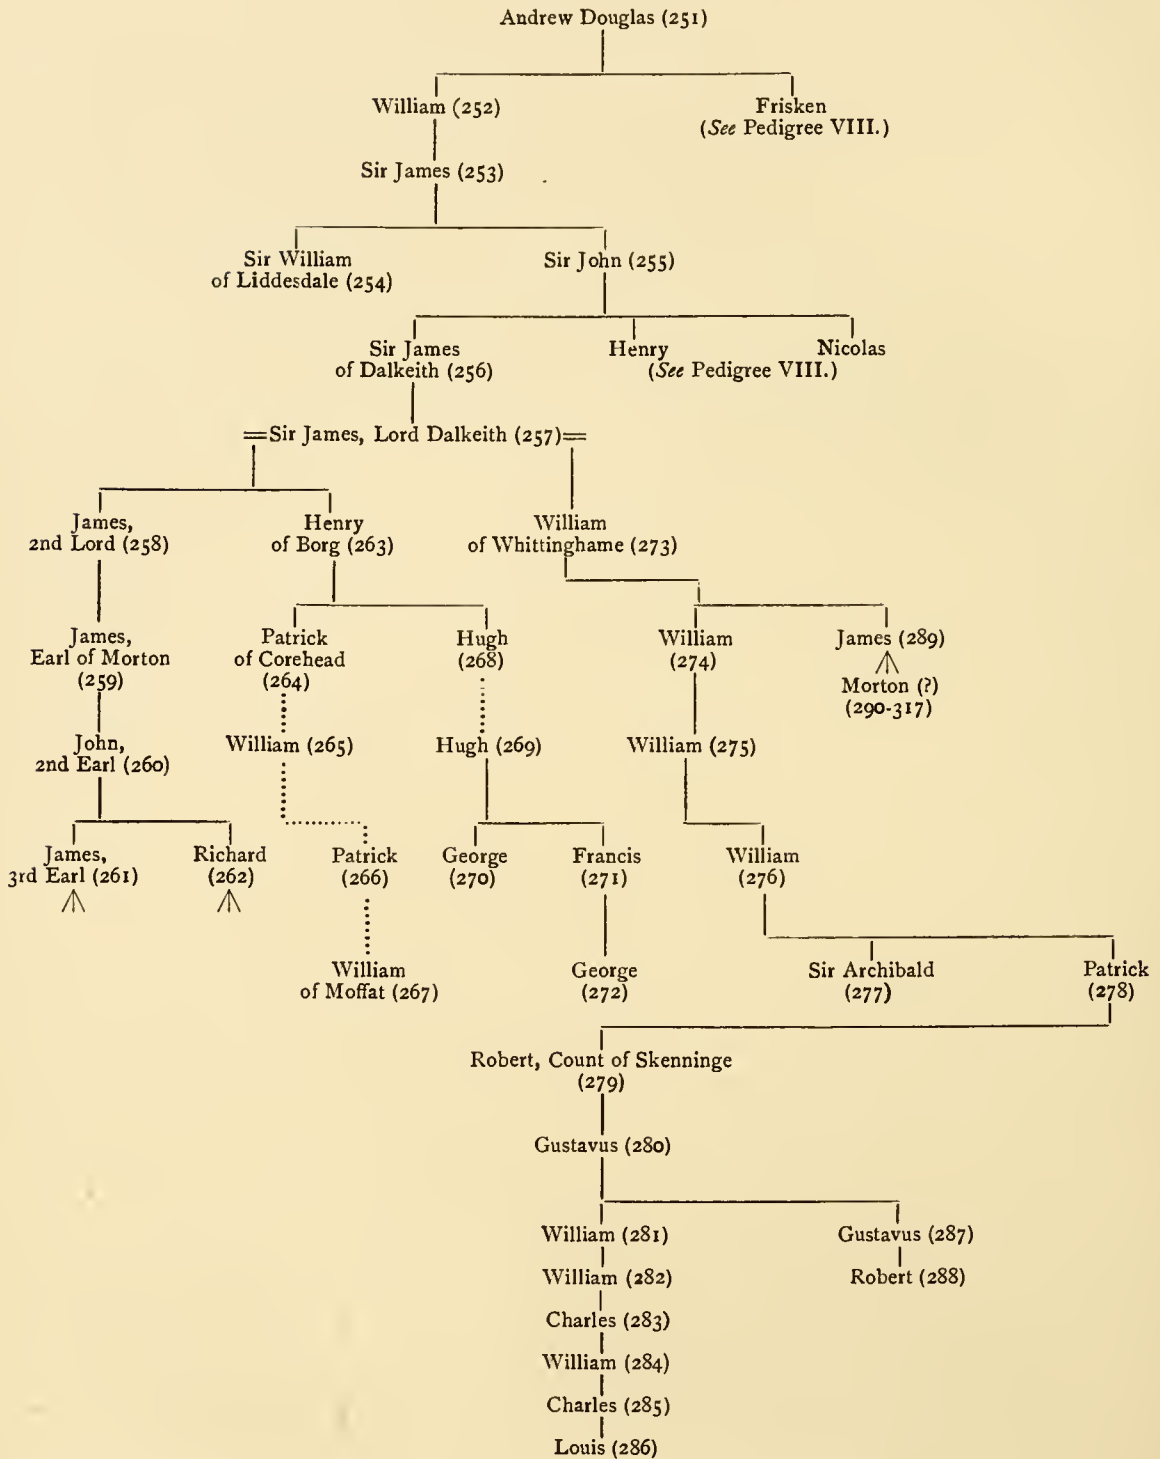 Andrew Douglas (251)
William (252)
Frisken
(See Pedigree VIII.)
Sir James (253)
Sir William
of Liddesdale (254)
Sir John (255)
Sir James
of Dalkeith (256)
Henry
Nicolas
(See Pedigree VIII.)
Sir James, Lord Dalkeith (257)
James,
2nd Lord (258)
Henry
of Borg (263)
William
of Whittinghame (273)
James,
Earl of Morton
(259)
Patrick
of Corehead
(264)
Hugh
(268)
William
(274)
James (289)
Morton (?)
(290-317)
John,
2nd Earl (260)
William (265)
Hugh (269)
William (275)
James,
3rd Earl (261)
Richard
(262)
Patrick
(266)
George
(270)
Francis
(271)
William
(276)
William
of Moffat (267)
George
(272)
Sir Archibald
(277)
Patrick
(278)
Robert, Count of Skenninge
(279)
Gustavus (280)
William (281)
Gustavus (287)
William (282)
Robert (288)
Charles (283)
William (284)
Charles (285)
Louis (286)